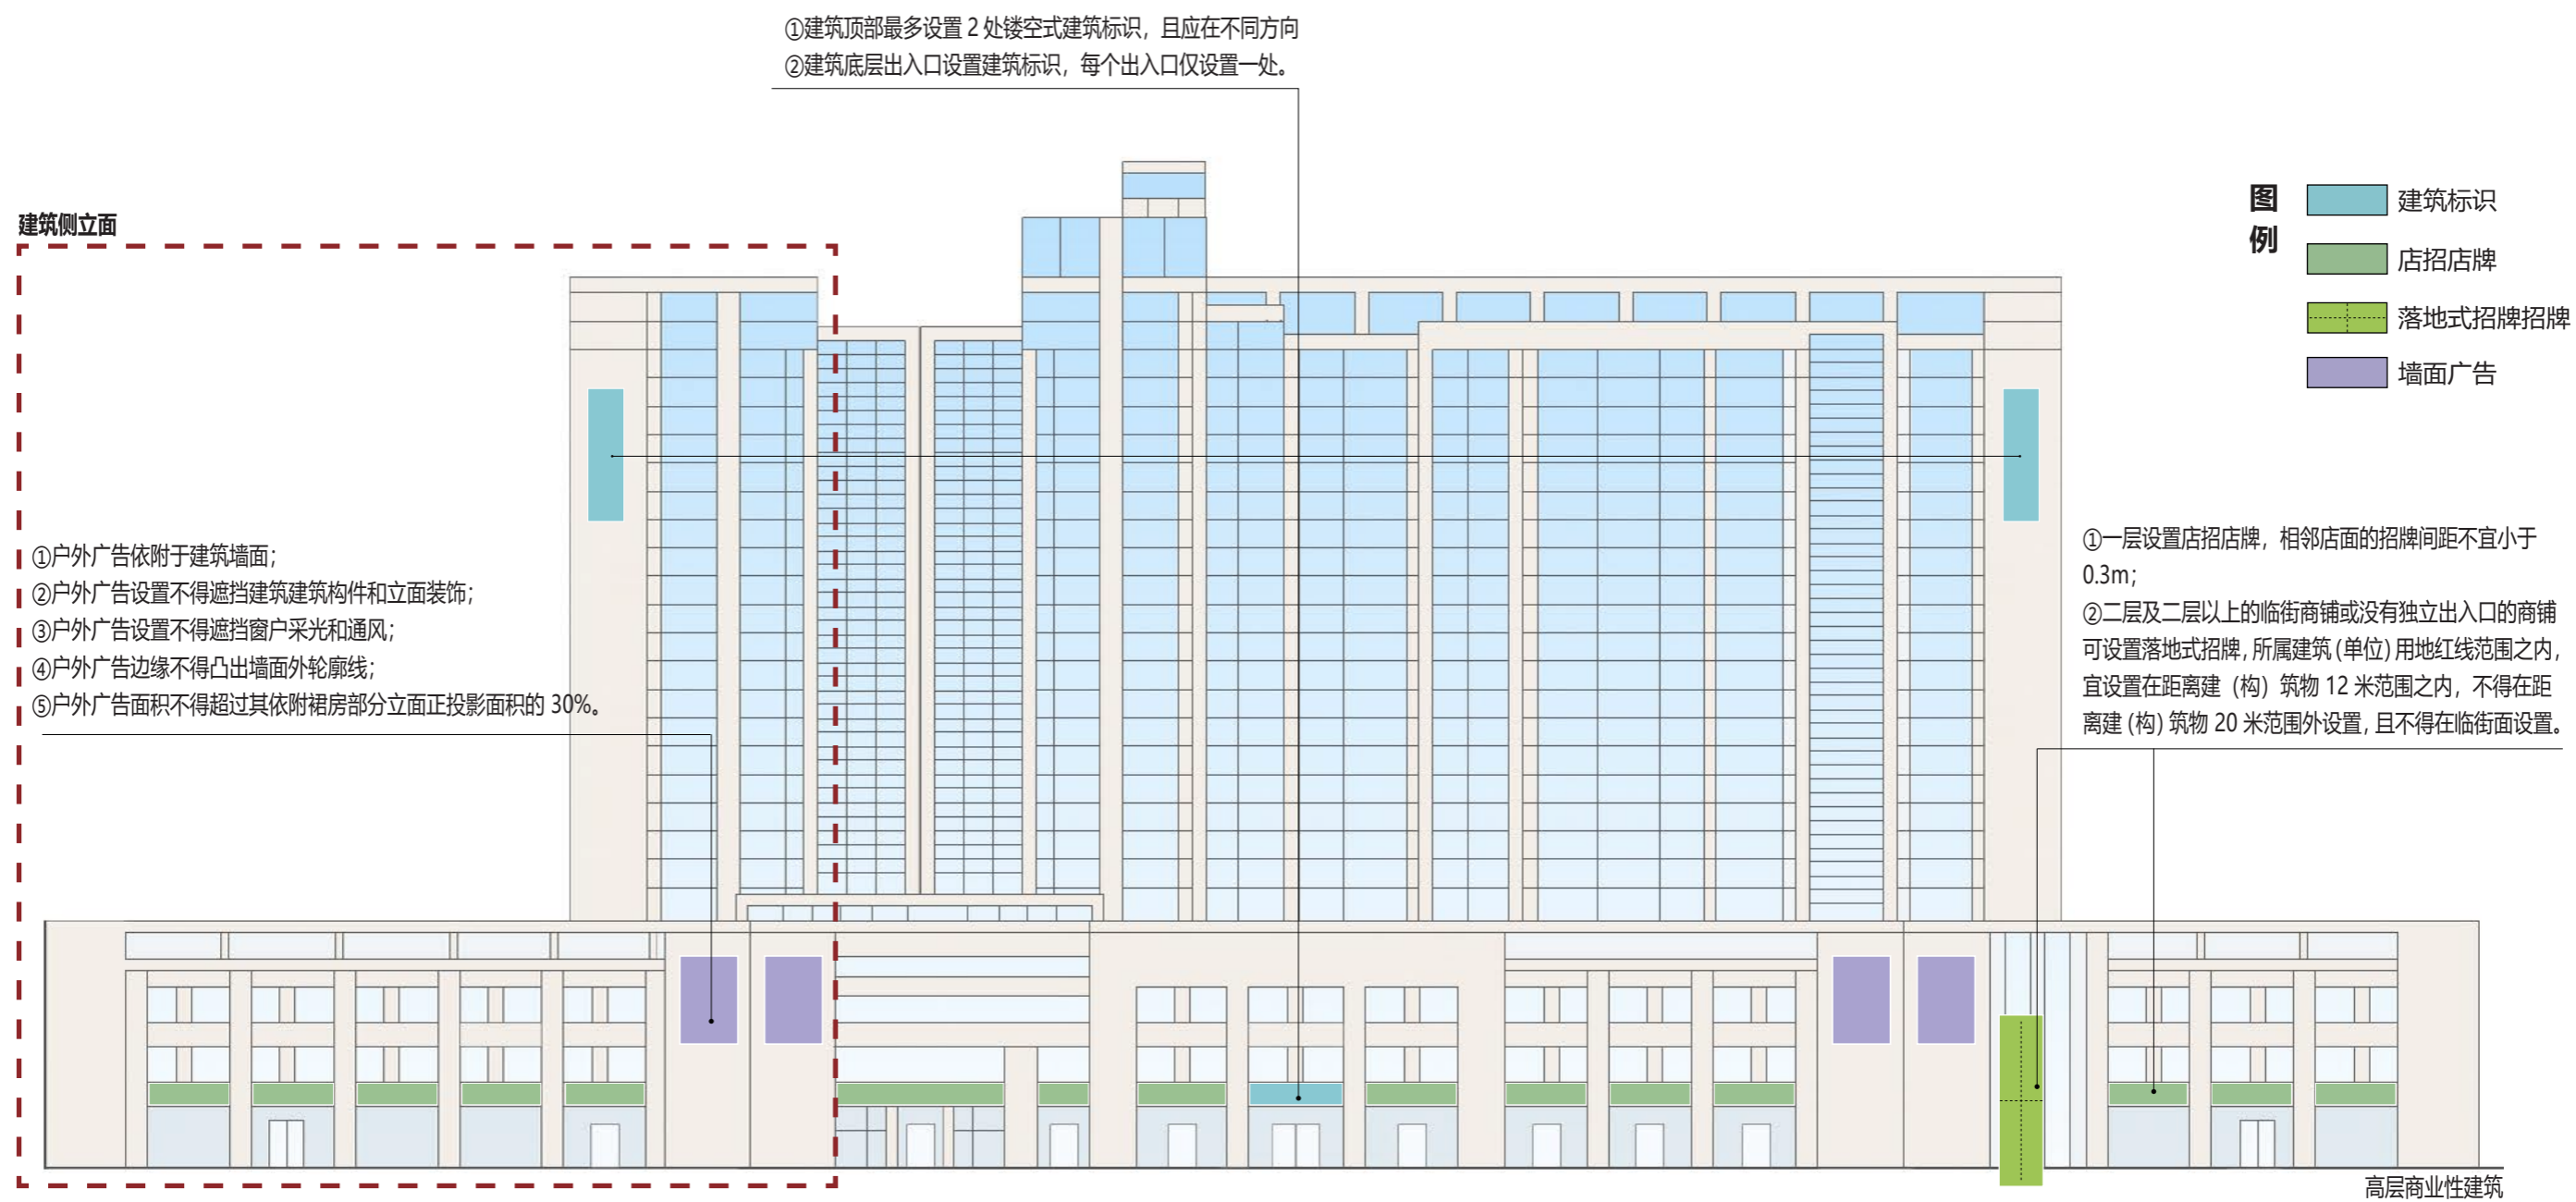 ①建筑顶部最多设置 2 处镂空式建筑标识，且应在不同方向
②建筑底层出入口设置建筑标识，每个出入口仅设置一处。
图例
建筑标识
店招店牌
落地式招牌招牌
墙面广告
建筑侧立面
①户外广告依附于建筑墙面；
②户外广告设置不得遮挡建筑建筑构件和立面装饰；
③户外广告设置不得遮挡窗户采光和通风；
④户外广告边缘不得凸出墙面外轮廓线；
⑤户外广告面积不得超过其依附裙房部分立面正投影面积的 30%。
①一层设置店招店牌，相邻店面的招牌间距不宜小于
0.3m；
②二层及二层以上的临街商铺或没有独立出入口的商铺
可设置落地式招牌，所属建筑（单位）用地红线范围之内，
宜设置在距离建（构）筑物 12 米范围之内，不得在距
离建（构）筑物 20 米范围外设置，且不得在临街面设置。
高层商业性建筑